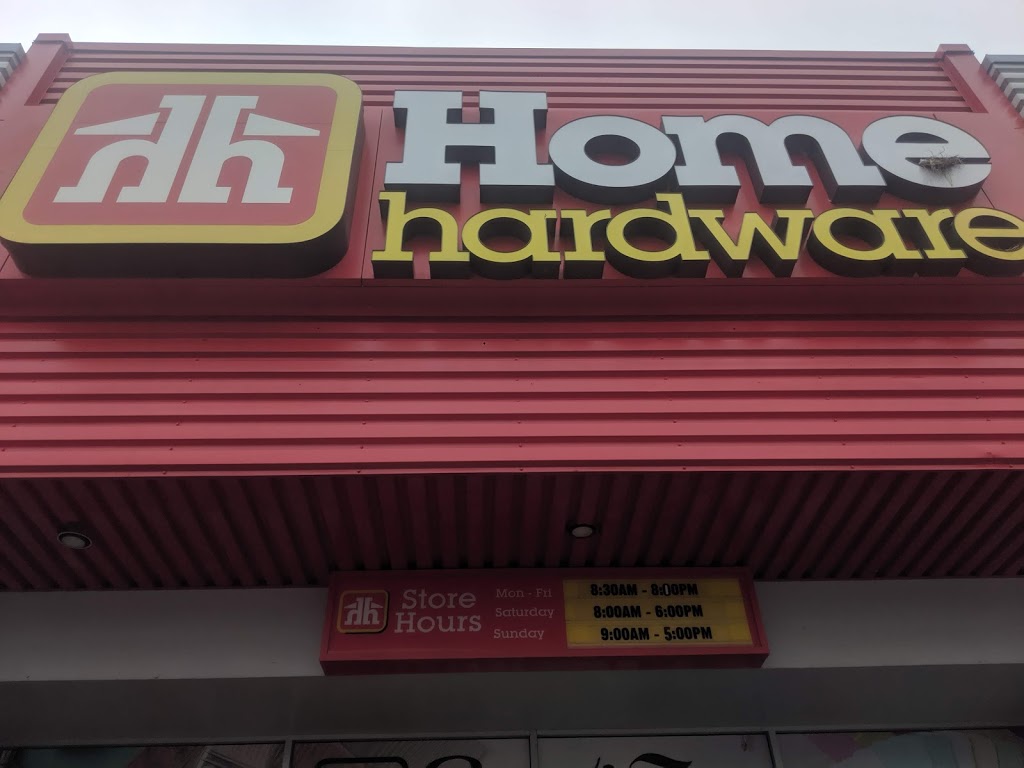 Home
hardware
Store Hours
Mon - Fri 8:30AM - 8:00PM
Saturday 8:00AM - 6:00PM
Sunday 9:00AM - 5:00PM